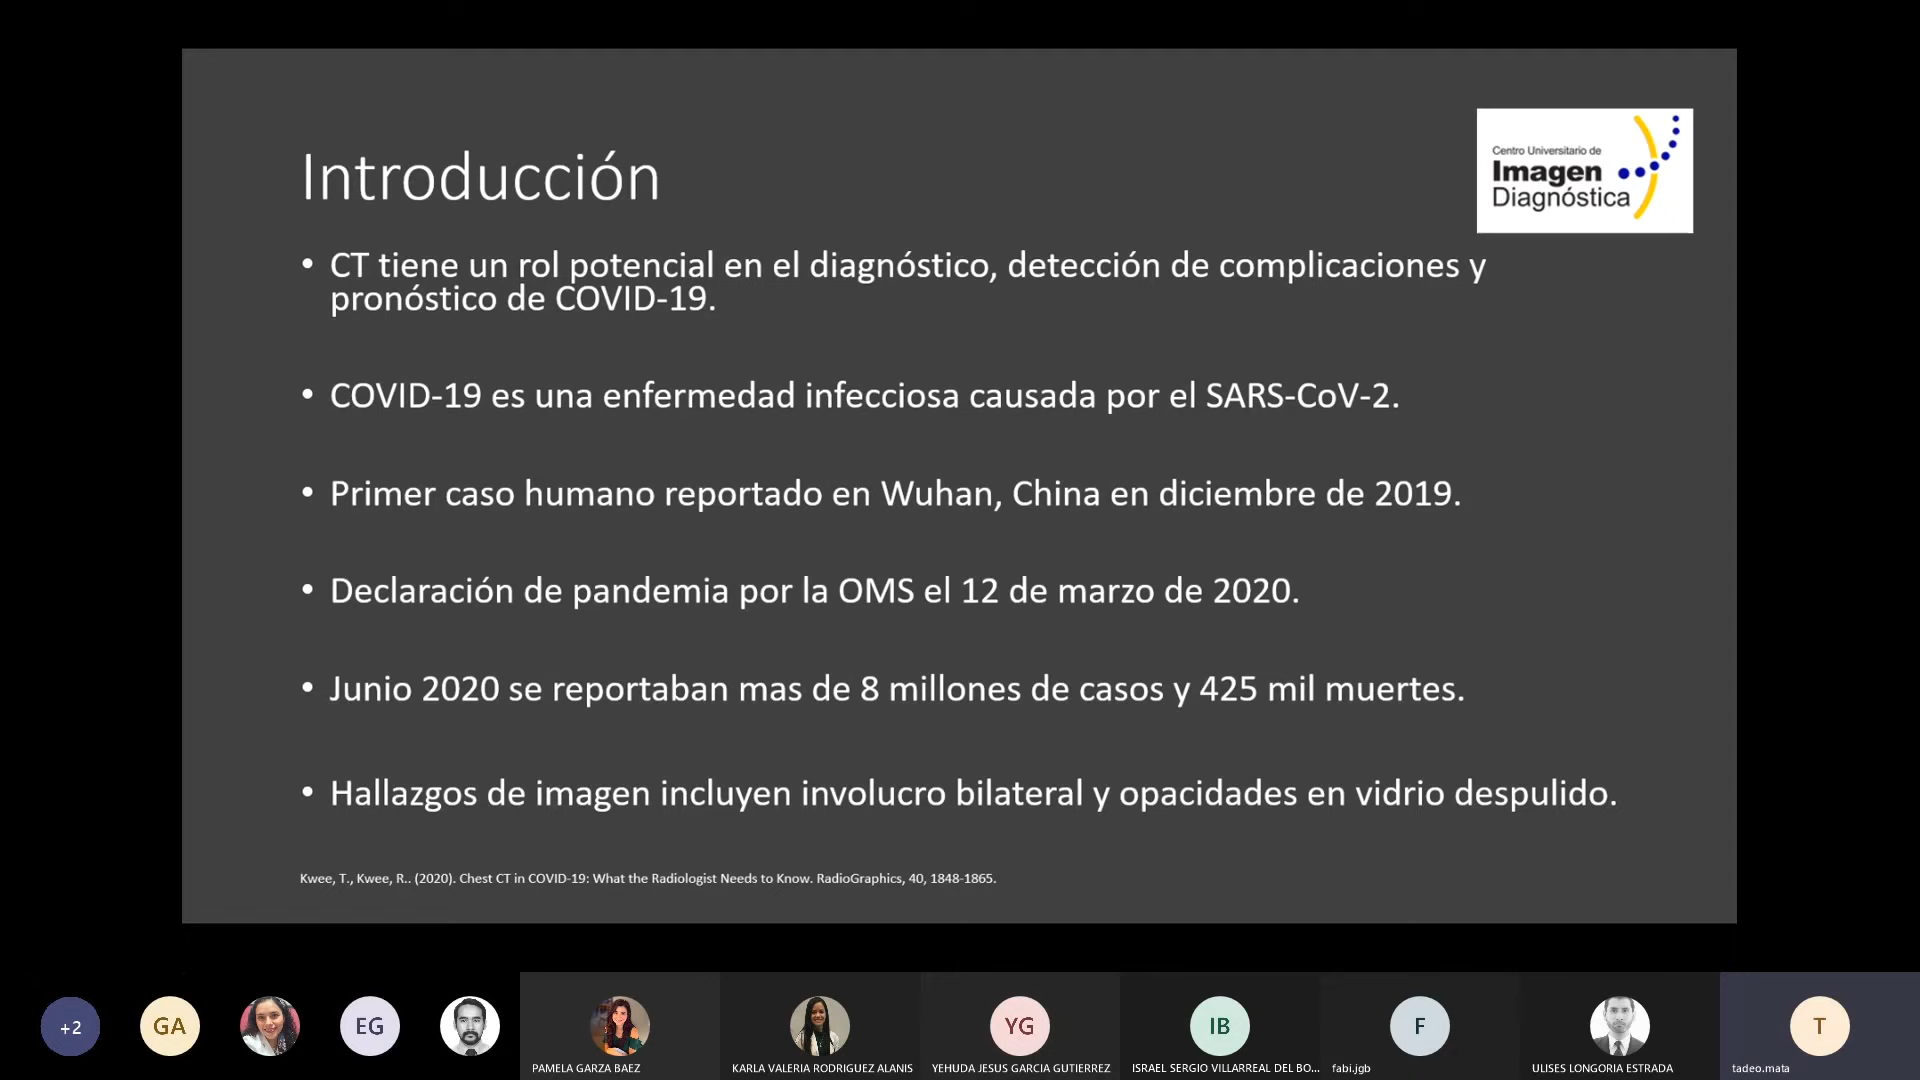 Introducción
Centro Universitario de
Imagen
Diagnóstica
• CT tiene un rol potencial en el diagnóstico, detección de complicaciones y
pronóstico de COVID-19.
• COVID-19 es una enfermedad infecciosa causada por el SARS-CoV-2.
• Primer caso humano reportado en Wuhan, China en diciembre de 2019.
• Declaración de pandemia por la OMS el 12 de marzo de 2020.
• Junio 2020 se reportaban mas de 8 millones de casos y 425 mil muertes.
• Hallazgos de imagen incluyen involucro bilateral y opacidades en vidrio despulido.
Kwee, T., Kwee, R.. (2020). Chest CT in COVID-19: What the Radiologist Needs to Know. RadioGraphics, 40, 1848-1865.
+2
GA
EG
PAMELA GARZA BAEZ
KARLA VALERIA RODRIGUEZ ALANIS
YG
YEHUDA JESUS GARCIA GUTIERREZ
IB
ISRAEL SERGIO VILLARREAL DEL BO...
F
fabi.jgb
ULISES LONGORIA ESTRADA
T
tadeo.mata